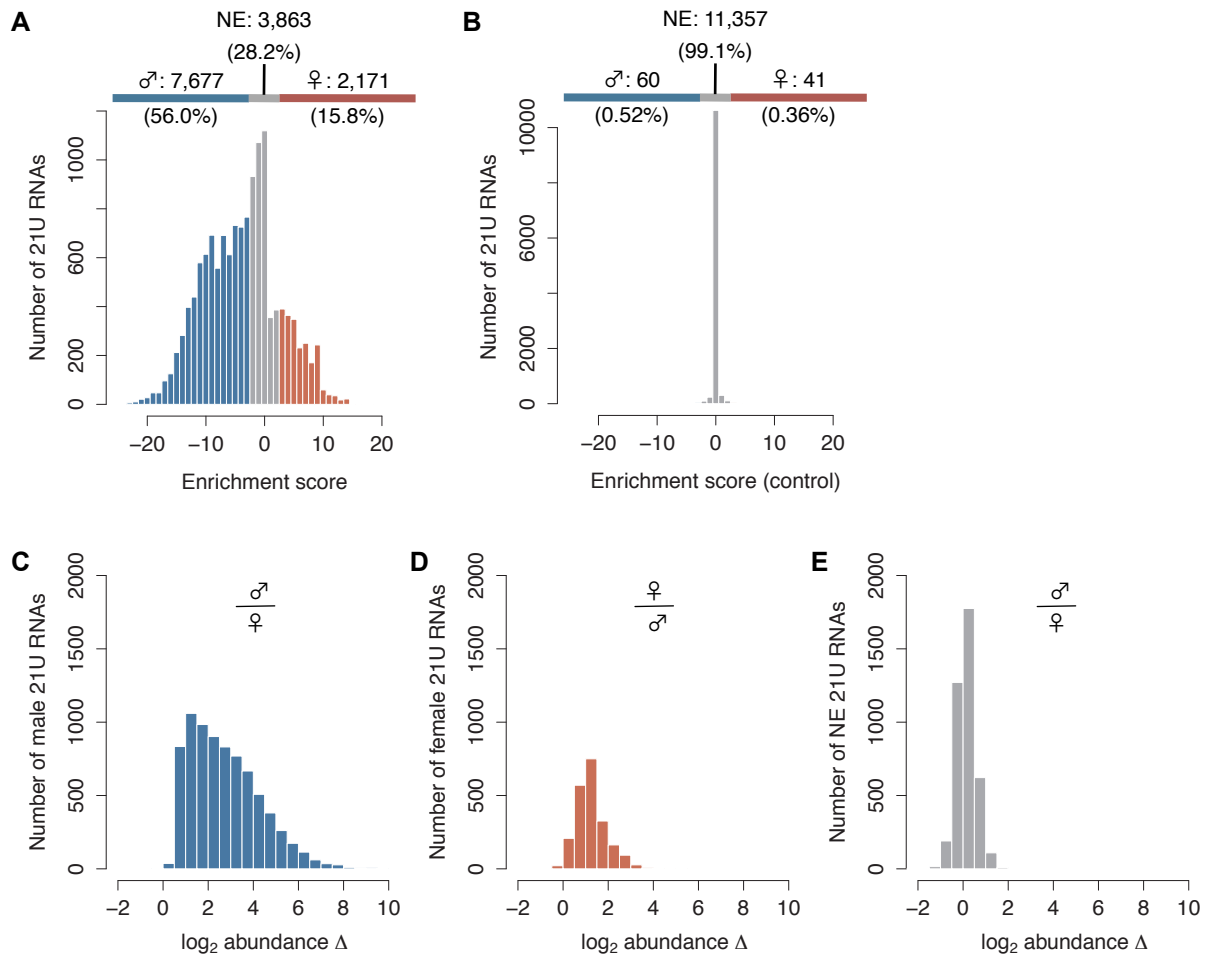 A
NE: 3,863
(28.2%)
♂: 7,677
♀: 2,171
(56.0%)
(15.8%)
Number of 21U RNAs
1000
600
200
0
−20 −10 0 10 20
Enrichment score
B
NE: 11,357
(99.1%)
♂: 60
♀: 41
(0.52%)
(0.36%)
Number of 21U RNAs
10000
6000
2000
0
−20 −10 0 10 20
Enrichment score (control)
C
♂
♀
Number of male 21U RNAs
2000
1500
1000
500
0
−2 0 2 4 6 8 10
log₂ abundance Δ
D
♀
♂
Number of female 21U RNAs
2000
1500
1000
500
0
−2 0 2 4 6 8 10
log₂ abundance Δ
E
♂
♀
Number of NE 21U RNAs
2000
1500
1000
500
0
−2 0 2 4 6 8 10
log₂ abundance Δ